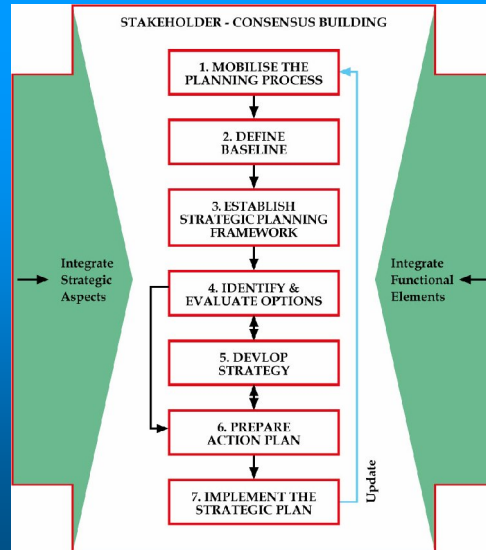 STAKEHOLDER - CONSENSUS BUILDING
1. MOBILISE THE
PLANNING PROCESS
2. DEFINE
BASELINE
3. ESTABLISH
STRATEGIC PLANNING
FRAMEWORK
Integrate
Strategic
Aspects
Integrate
Functional
Elements
4. IDENTIFY &
EVALUATE OPTIONS
5. DEVLOP
STRATEGY
6. PREPARE
ACTION PLAN
7. IMPLEMENT THE
STRATEGIC PLAN
Update